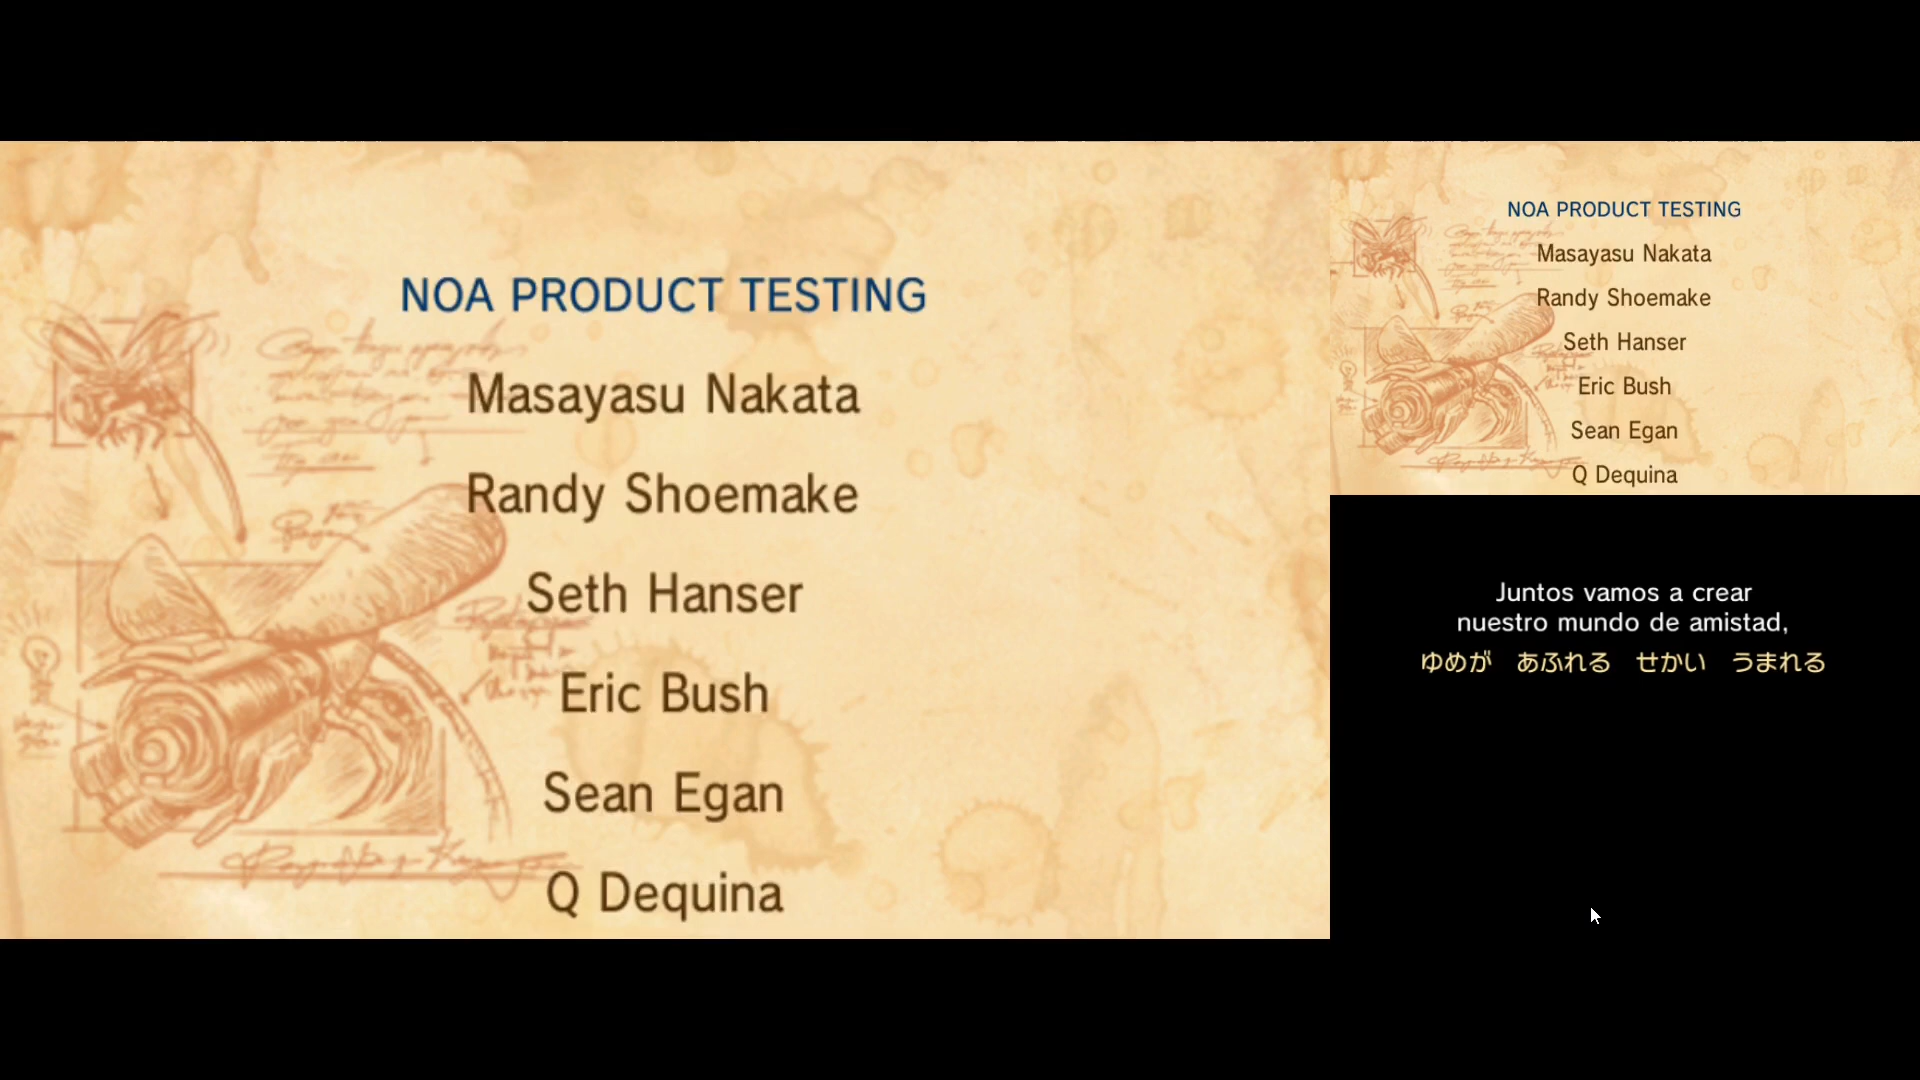 NOA PRODUCT TESTING
Masayasu Nakata
Randy Shoemake
Seth Hanser
Eric Bush
Sean Egan
Q Dequina
NOA PRODUCT TESTING
Masayasu Nakata
Randy Shoemake
Seth Hanser
Eric Bush
Sean Egan
Q Dequina
Juntos vamos a crear
nuestro mundo de amistad,
ゆめが あふれる せかい うまれる